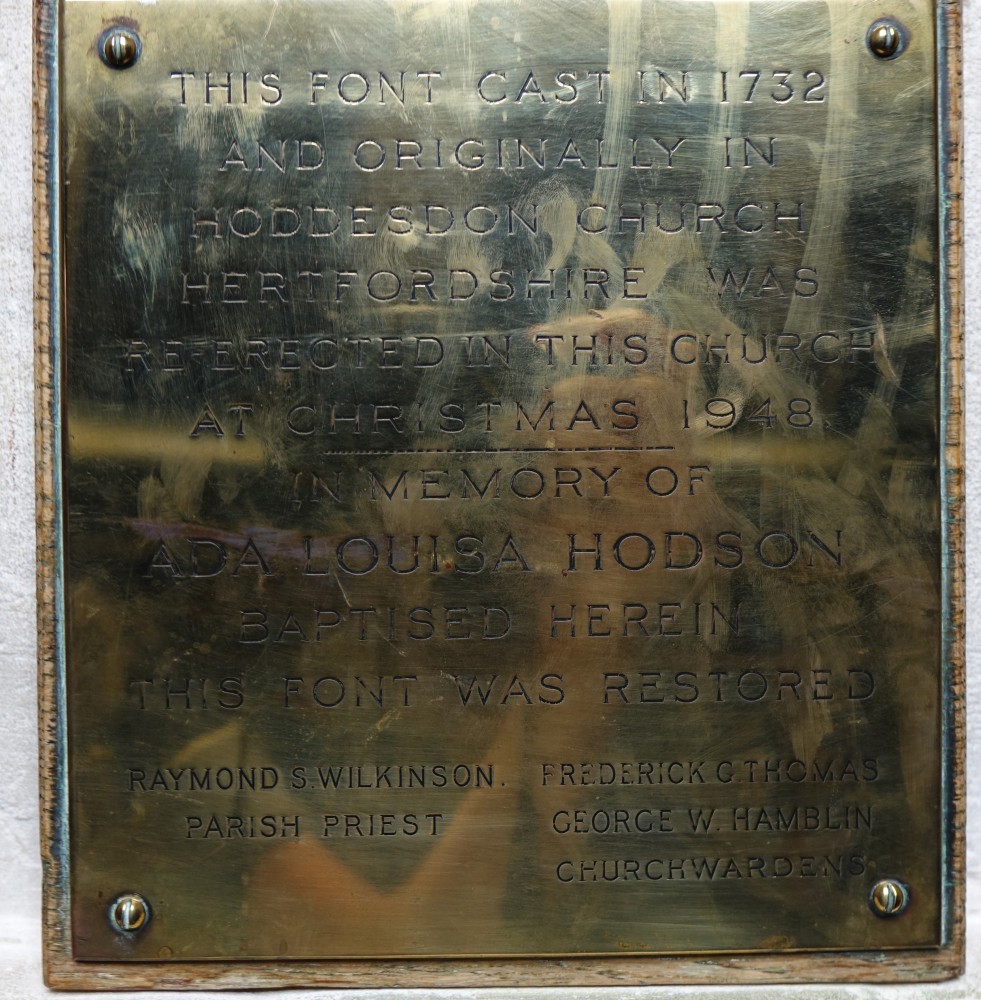 THIS FONT CAST IN 1732
AND ORIGINALLY IN
HODDESDON CHURCH
HERTFORDSHIRE WAS
RE-ERECTED IN THIS CHURCH
AT CHRISTMAS 1948.
IN MEMORY OF
ADA LOUISA HODSON
BAPTISED HEREIN
THIS FONT WAS RESTORED
RAYMOND S. WILKINSON.
PARISH PRIEST
FREDERICK G. THOMAS
GEORGE W. HAMBLIN
CHURCHWARDENS